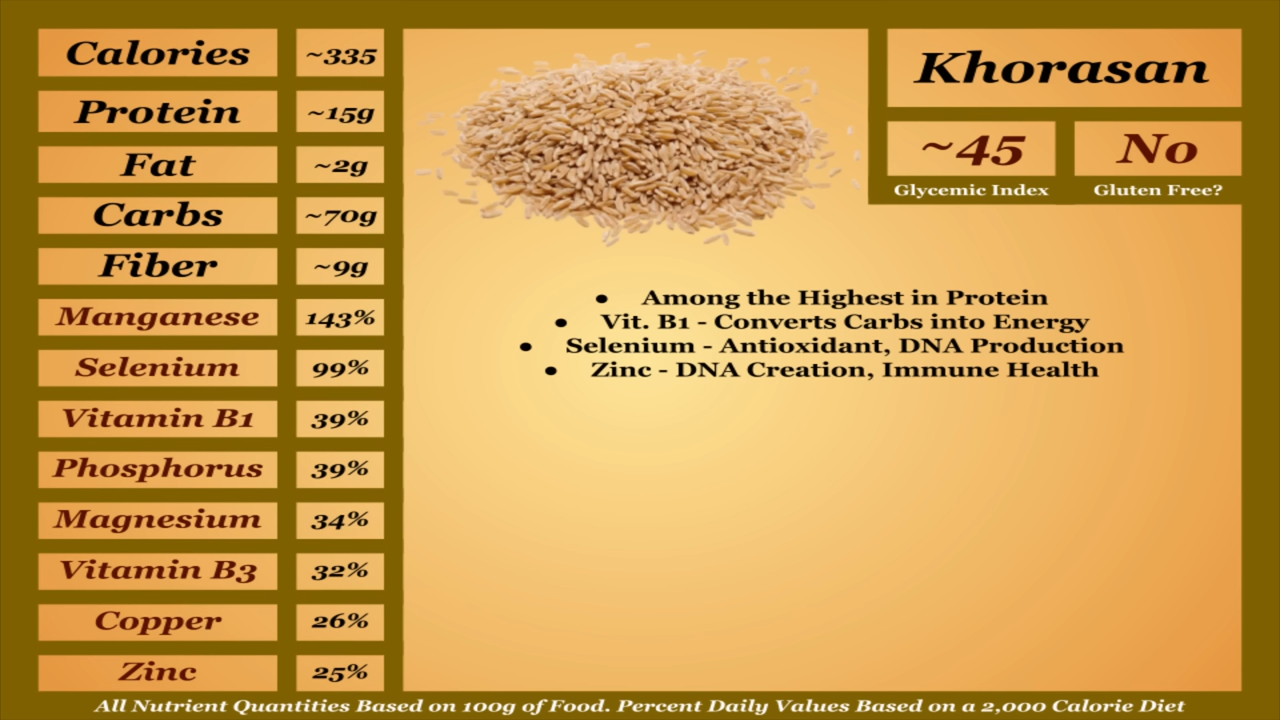 Calories ~335
Protein ~15g
Fat ~2g
Carbs ~70g
Fiber ~9g
Manganese 143%
Selenium 99%
Vitamin B1 39%
Phosphorus 39%
Magnesium 34%
Vitamin B3 32%
Copper 26%
Zinc 25%
Khorasan
~45 No
Glycemic Index Gluten Free?
● Among the Highest in Protein
● Vit. B1 - Converts Carbs into Energy
● Selenium - Antioxidant, DNA Production
● Zinc - DNA Creation, Immune Health
All Nutrient Quantities Based on 100g of Food. Percent Daily Values Based on a 2,000 Calorie Diet